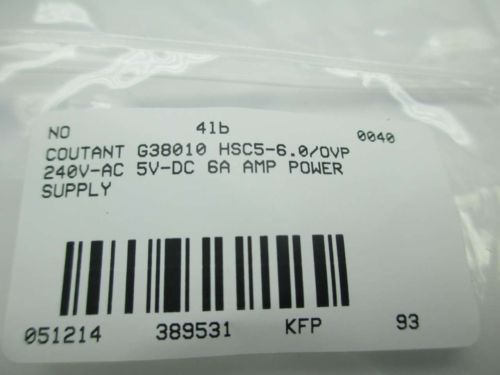 NO 41b 0040
COUTANT G38010 HSC5-6.0/OVP
240V-AC 5V-DC 6A AMP POWER
SUPPLY
051214 389531 KFP 93